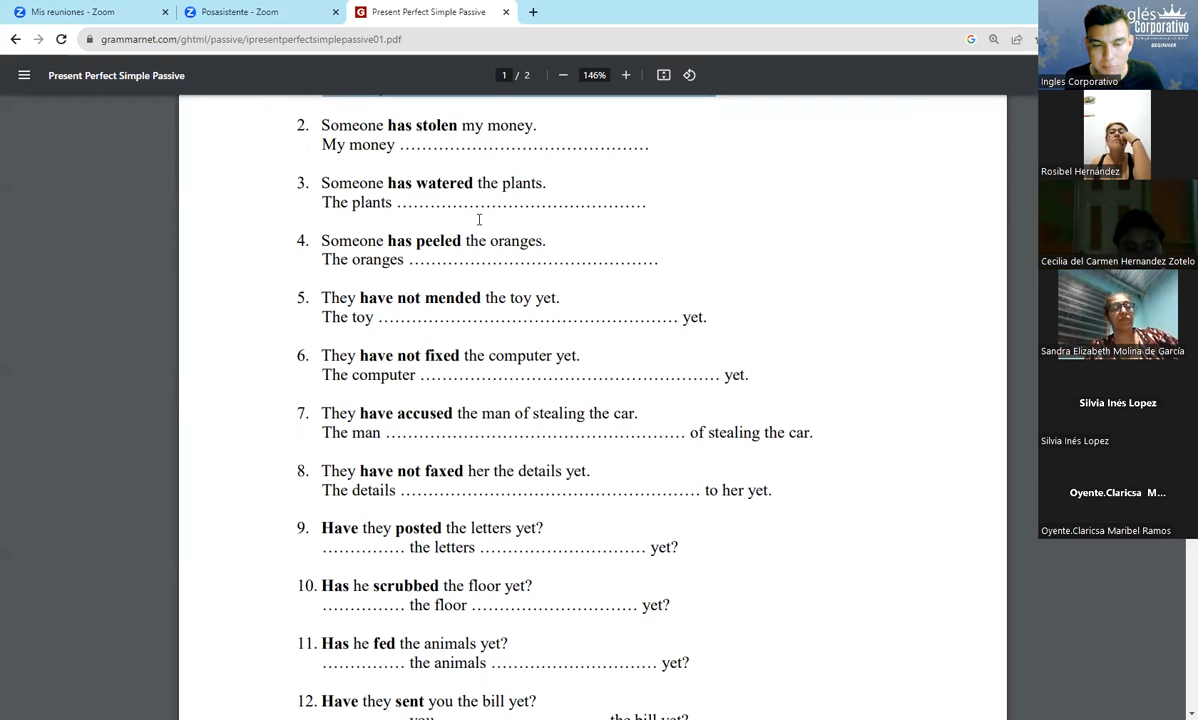 Mis reuniones - Zoom
Posasistente - Zoom
Present Perfect Simple Passive
grammarnet.com/ghtml/passive/ipresentperfectsimplepassive01.pdf
Present Perfect Simple Passive
1 / 2
146%
2. Someone has stolen my money.
My money ……………………………………………
3. Someone has watered the plants.
The plants ……………………………………………
4. Someone has peeled the oranges.
The oranges ……………………………………………
5. They have not mended the toy yet.
The toy …………………………………………………… yet.
6. They have not fixed the computer yet.
The computer …………………………………………………… yet.
7. They have accused the man of stealing the car.
The man …………………………………………………… of stealing the car.
8. They have not faxed her the details yet.
The details …………………………………………………… to her yet.
9. Have they posted the letters yet?
…………… the letters …………………………… yet?
10. Has he scrubbed the floor yet?
…………… the floor …………………………… yet?
11. Has he fed the animals yet?
…………… the animals …………………………… yet?
12. Have they sent you the bill yet?
you the bill yet?
glés
Corporativo
BEGINNER
Ingles Corporativo
Rosibel Hernández
Cecilia del Carmen Hernandez Zotelo
Sandra Elizabeth Molina de García
Silvia Inés Lopez
Silvia Inés Lopez
Oyente.Claricsa M...
Oyente.Claricsa Maribel Ramos